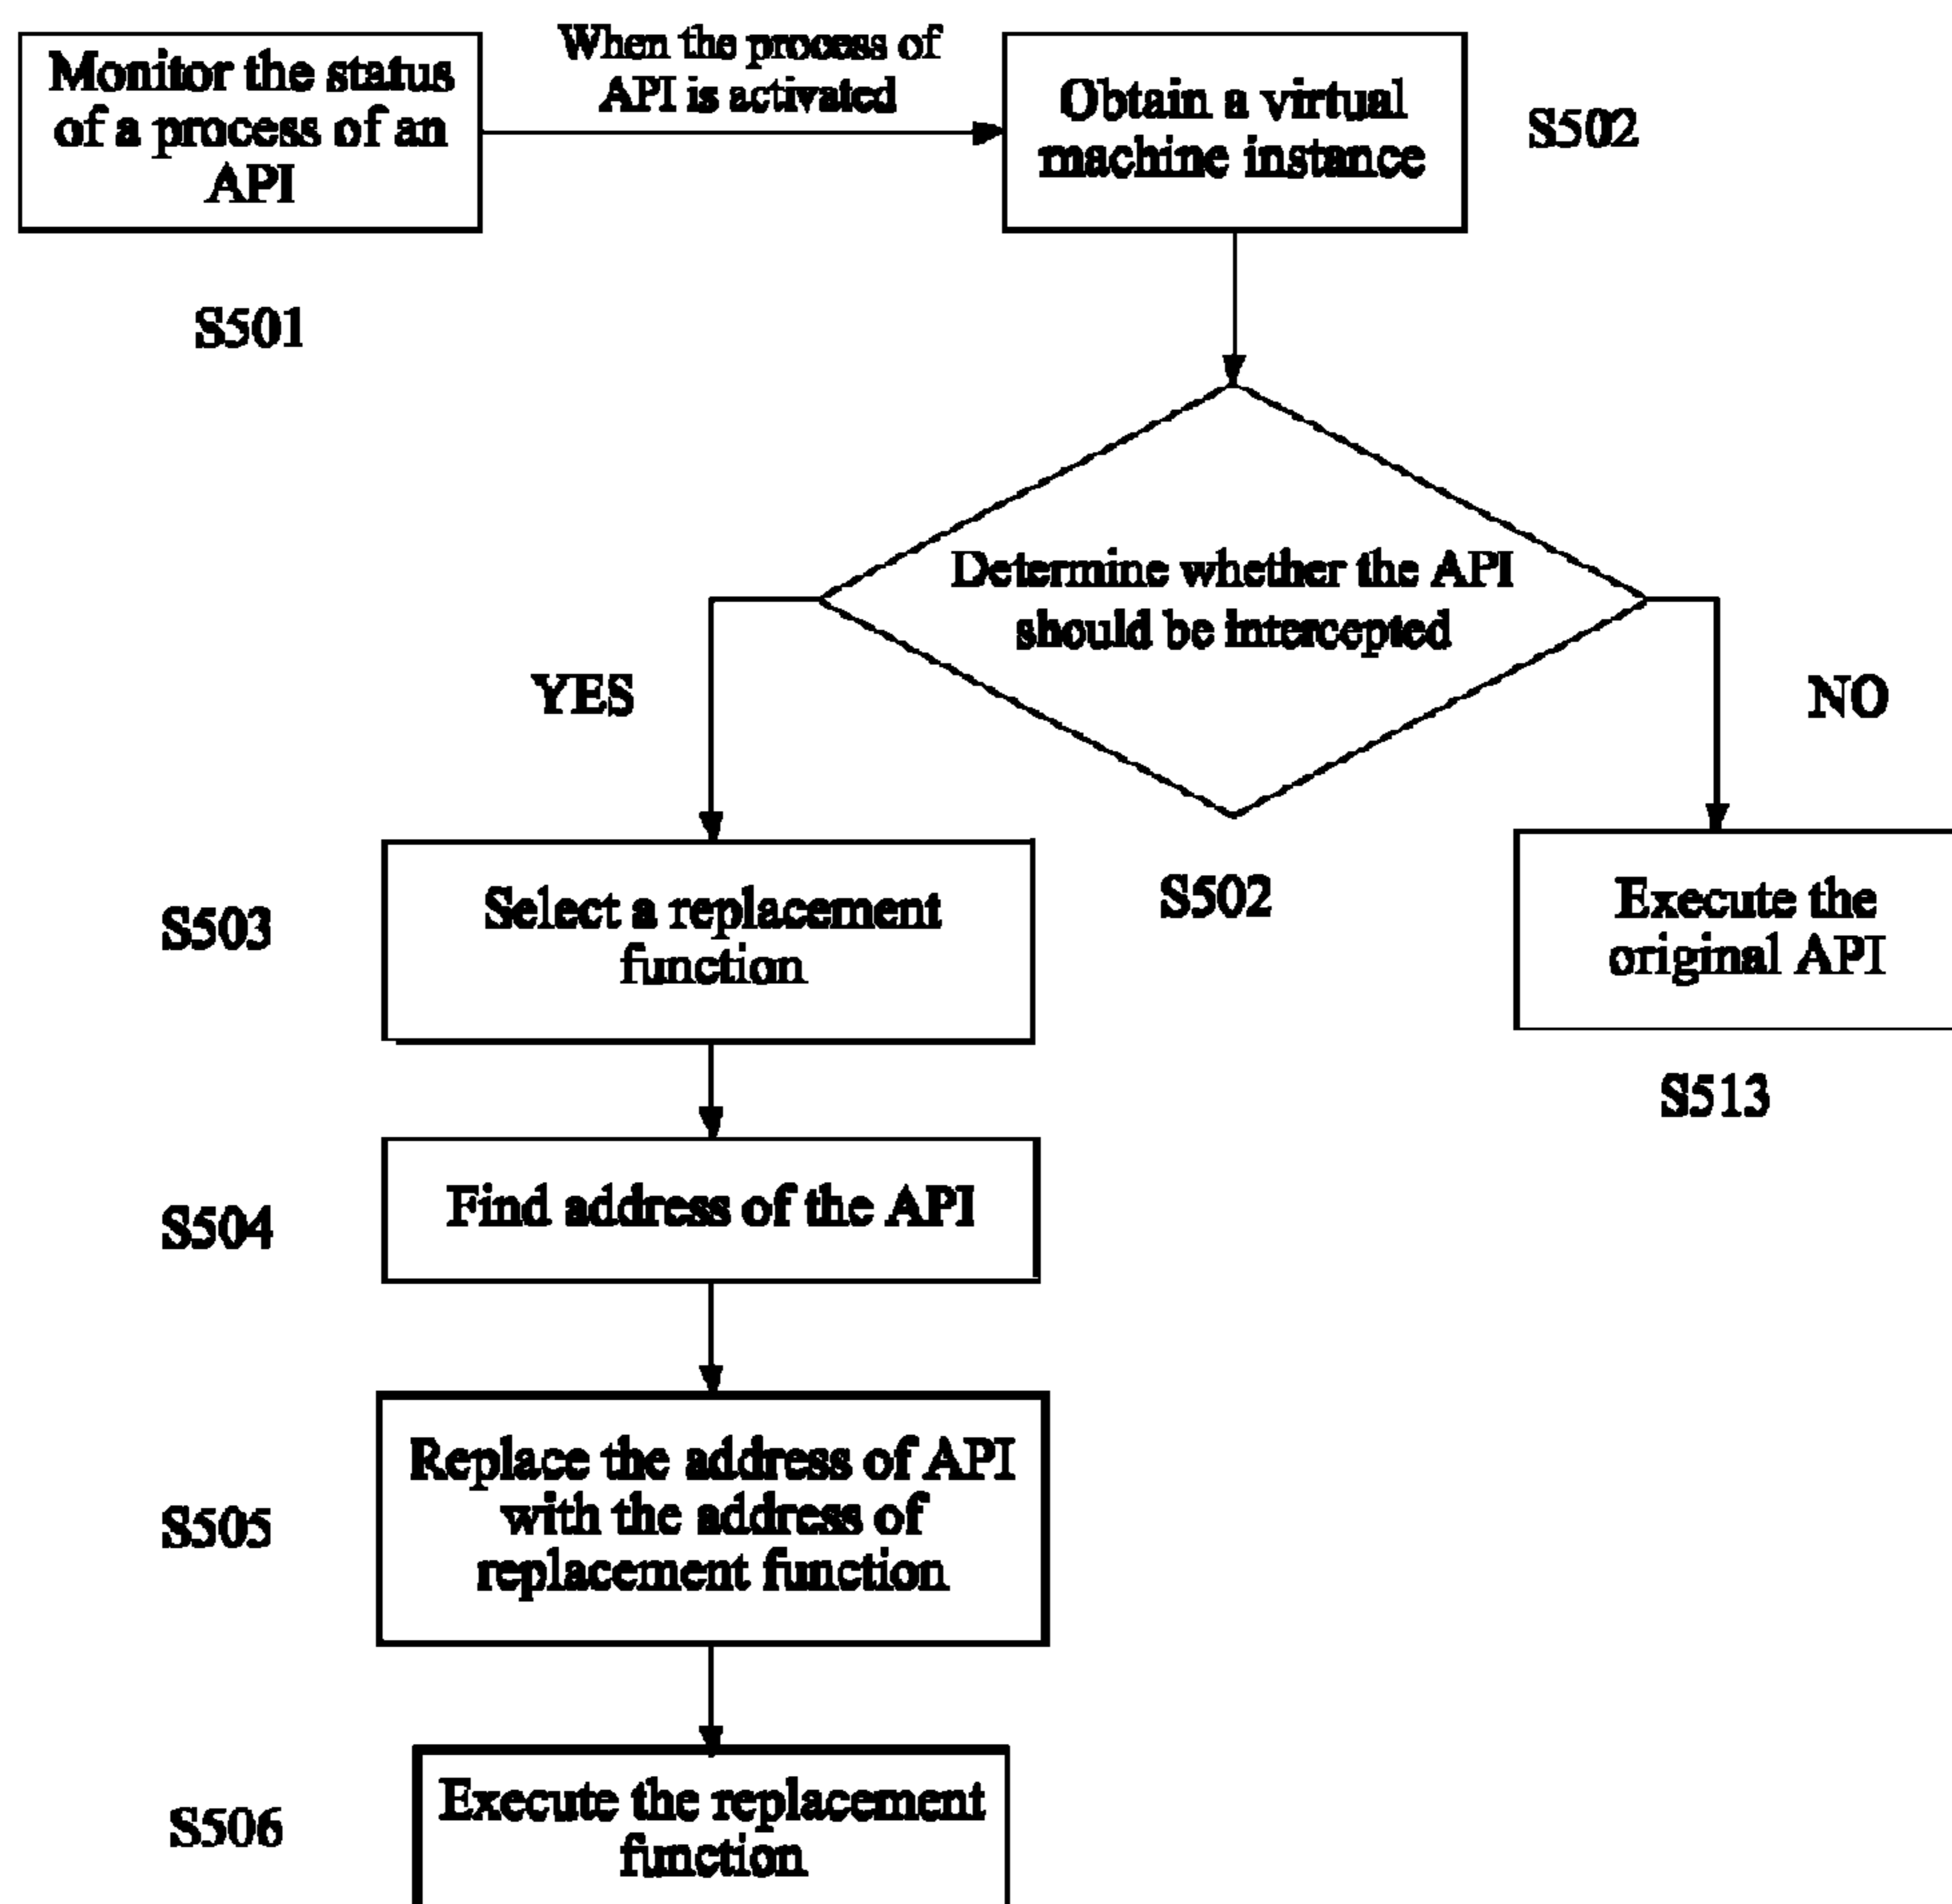 Monitor the status
of a process of an
API
When the process of
API is activated
Obtain a virtual
machine instance
S502
S501
Determine whether the API
should be intercepted
YES
NO
S503
Select a replacement
function
S502
Execute the
original API
S513
S504
Find address of the API
S505
Replace the address of API
with the address of
replacement function
S506
Execute the replacement
function